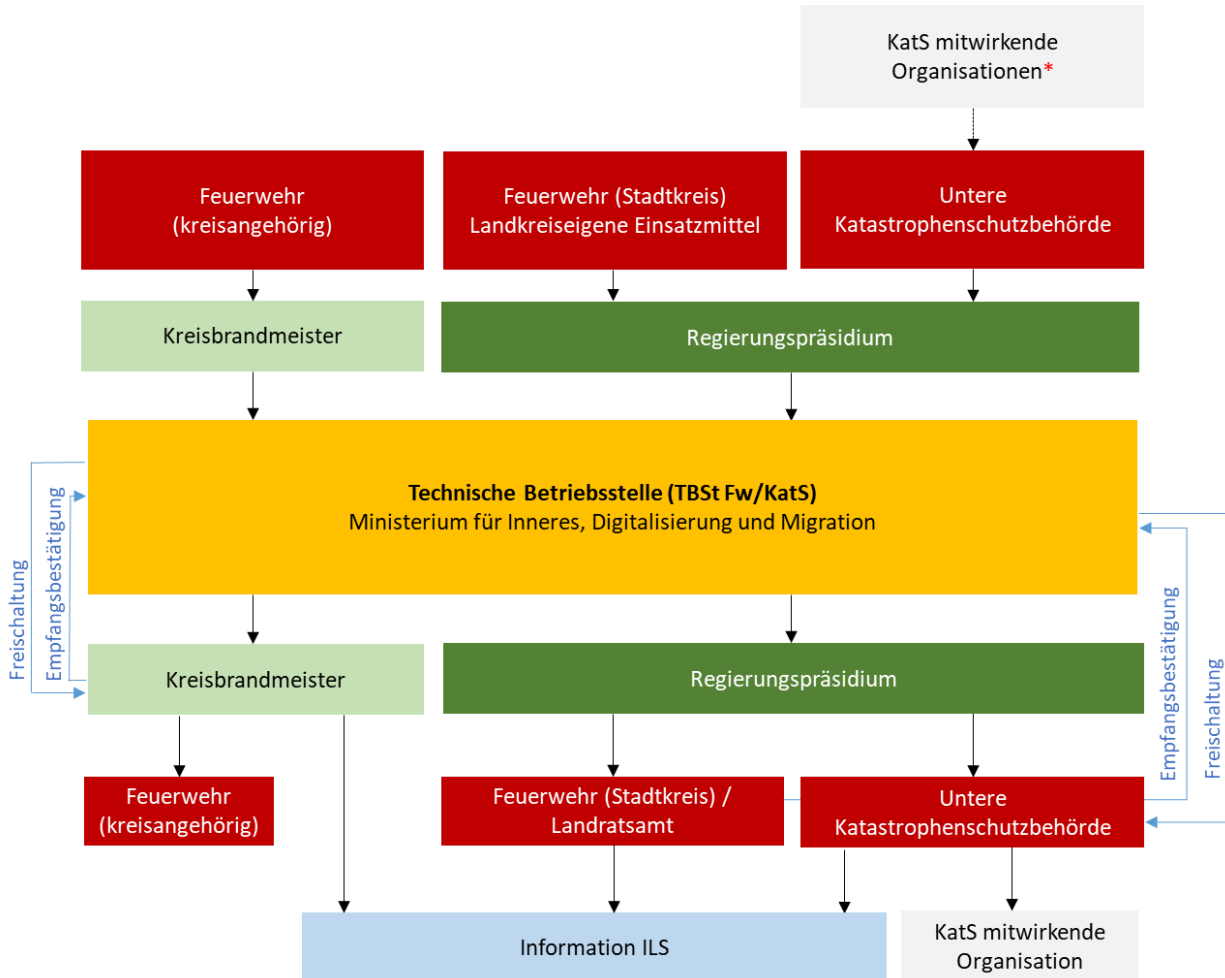 KatS mitwirkende
Organisationen*
Feuerwehr
(kreisangehörig)
Feuerwehr (Stadtkreis)
Landkreiseigene Einsatzmittel
Untere
Katastrophenschutzbehörde
Kreisbrandmeister
Regierungspräsidium
Technische Betriebsstelle (TBSt Fw/KatS)
Ministerium für Inneres, Digitalisierung und Migration
Freischaltung
Empfangsbestätigung
Empfangsbestätigung
Freischaltung
Kreisbrandmeister
Regierungspräsidium
Feuerwehr
(kreisangehörig)
Feuerwehr (Stadtkreis) /
Landratsamt
Untere
Katastrophenschutzbehörde
Information ILS
KatS mitwirkende
Organisation